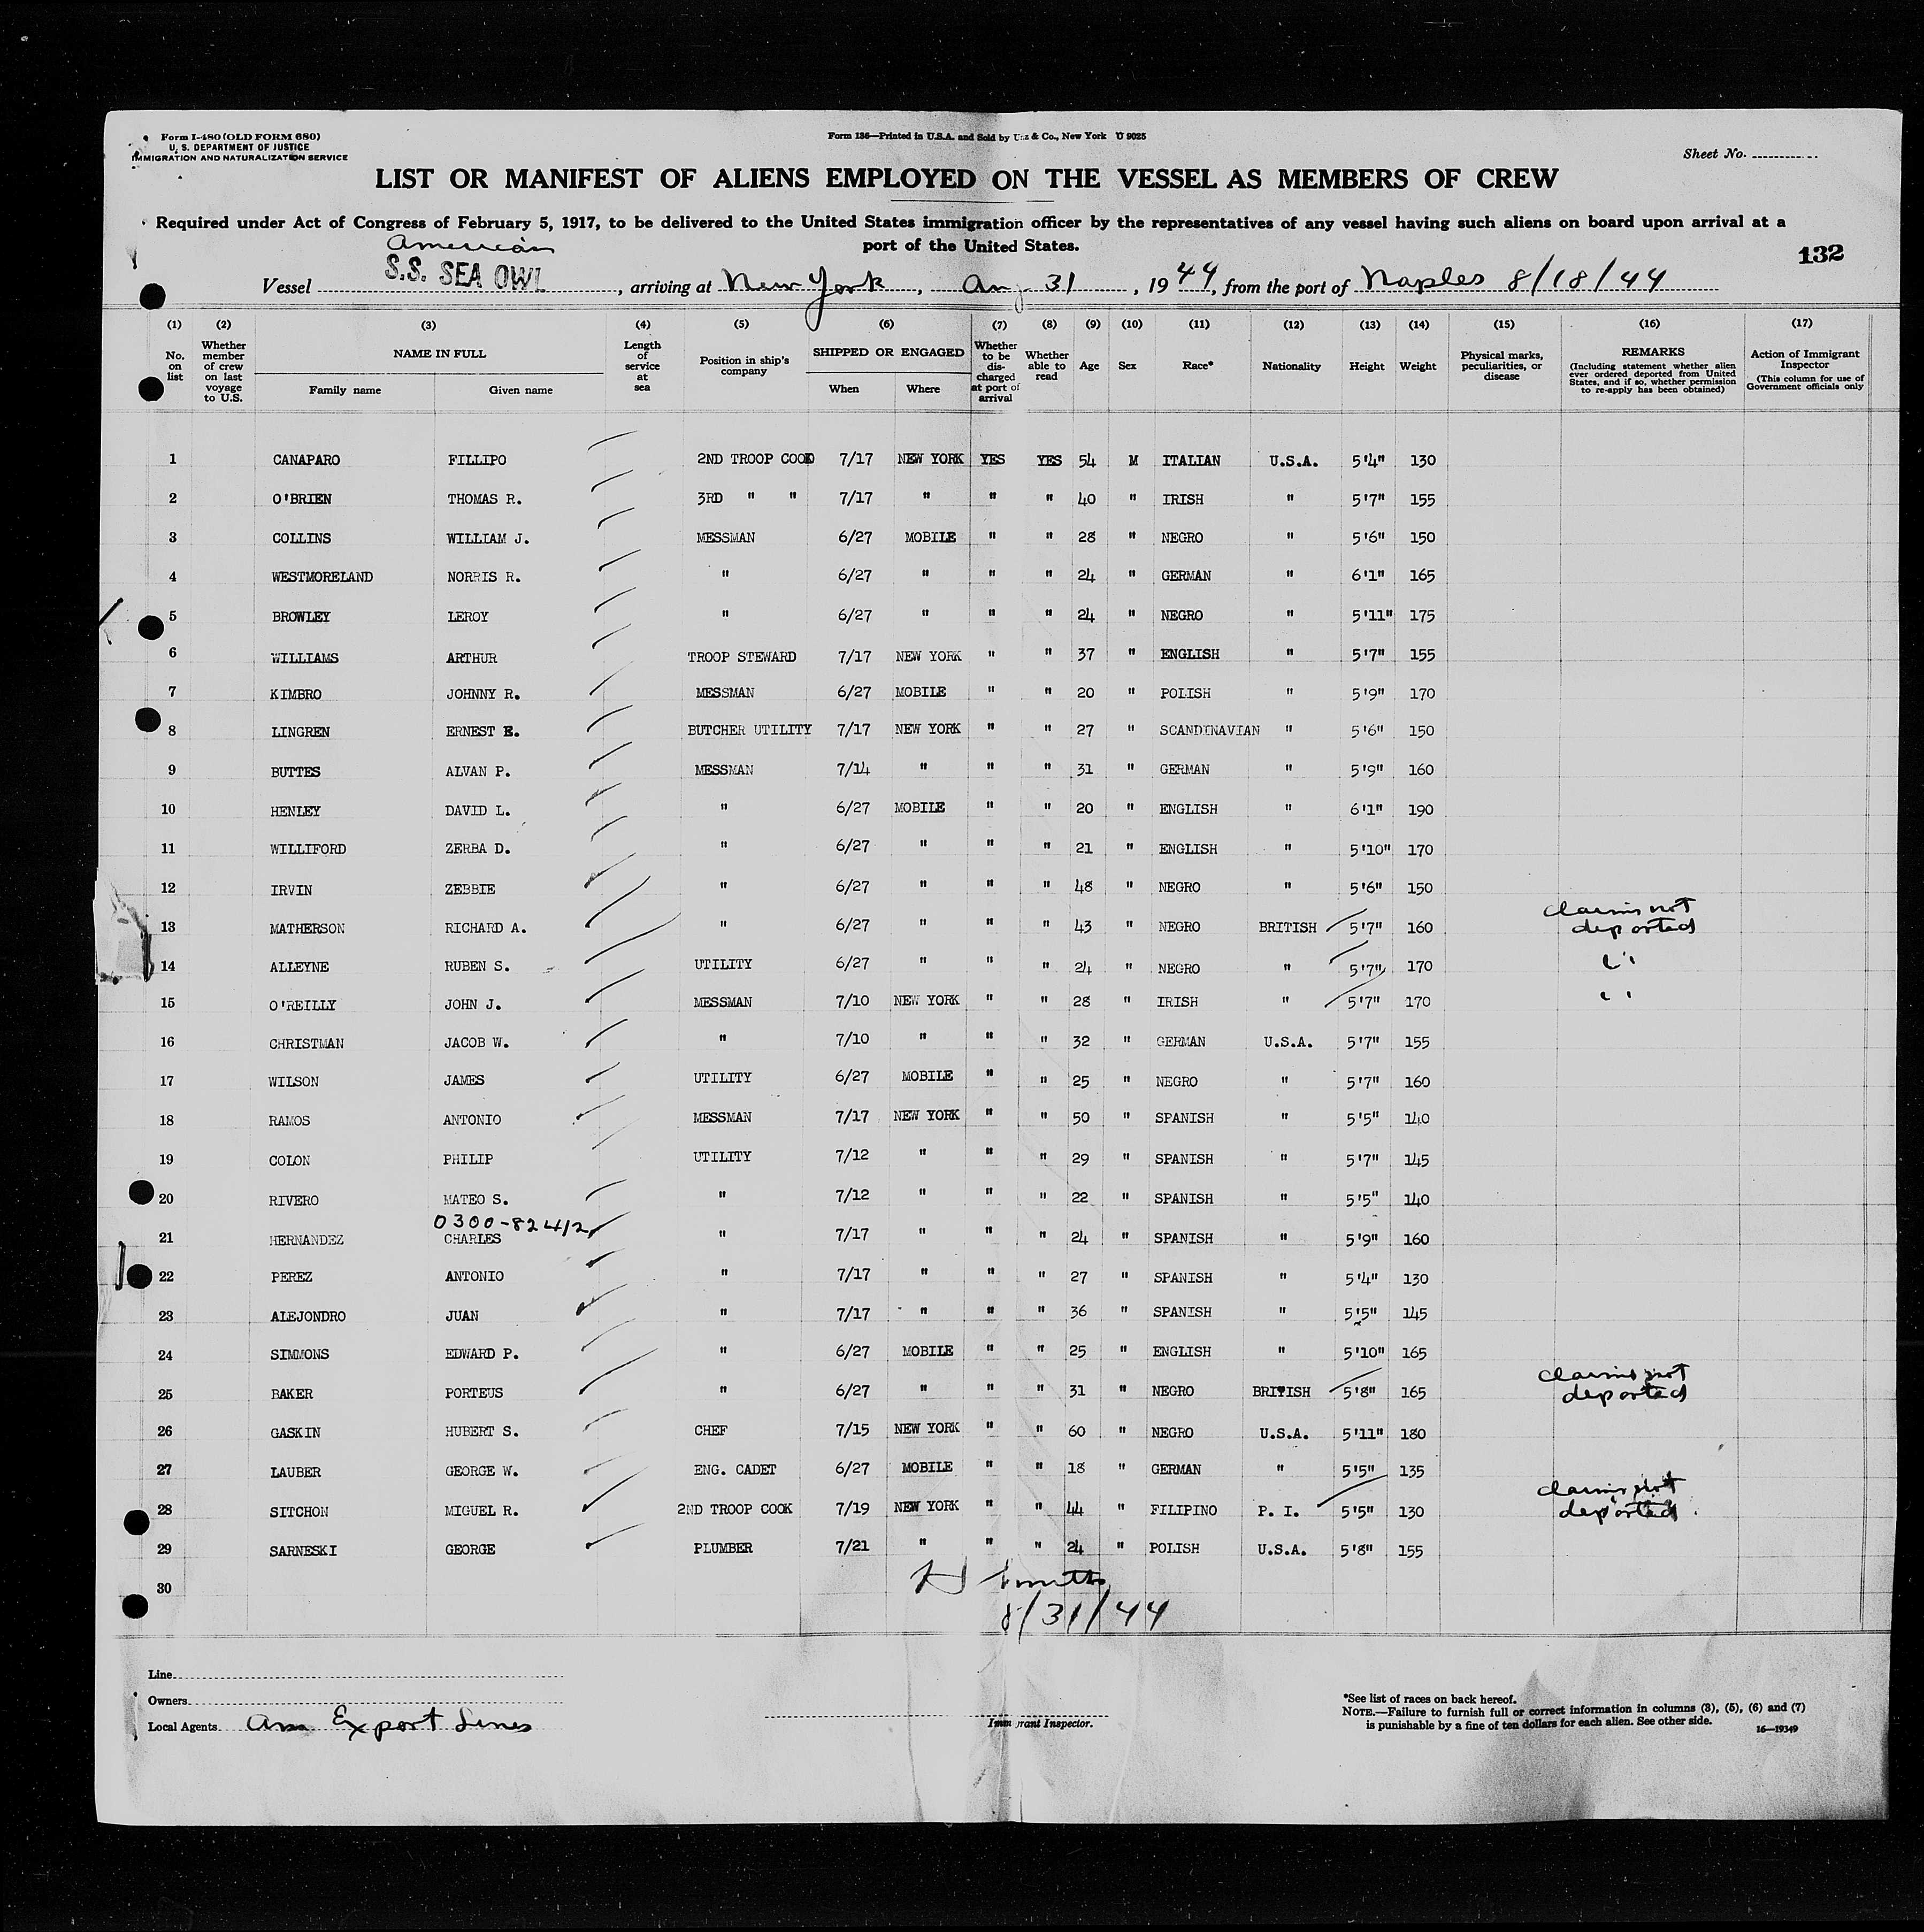 Form I-480 (OLD FORM 680)
U. S. DEPARTMENT OF JUSTICE
IMMIGRATION AND NATURALIZATION SERVICE
Form 136—Printed in U.S.A. and Sold by & Co., New York U 9025
Sheet No.
LIST OR MANIFEST OF ALIENS EMPLOYED ON THE VESSEL AS MEMBERS OF CREW
Required under Act of Congress of February 5, 1917, to be delivered to the United States immigration officer by the representatives of any vessel having such aliens on board upon arrival at a
port of the United States.
132
American
Vessel S.S. SEA OWL, arriving at New York, Aug 31, 1944, from the port of Naples 8/18/44
(1) (2) (3) (4) (5) (6) (7) (8) (9) (10) (11) (12) (13) (14) (15) (16) (17)
No. on list
Whether member of crew on last voyage to U.S.
NAME IN FULL
Family name
Given name
Length of service at sea
Position in ship's company
SHIPPED OR ENGAGED
When
Where
Whether to be discharged at port of arrival
Whether able to read
Age
Sex
Race*
Nationality
Height
Weight
Physical marks, peculiarities, or disease
REMARKS
(Including statement whether alien ever ordered deported from United States, and if so, whether permission to re-apply has been obtained)
Action of Immigrant Inspector
(This column for use of Government officials only
1 CANAPARO FILLIPO 2ND TROOP COOK 7/17 NEW YORK YES YES 54 M ITALIAN U.S.A. 5'4" 130
2 O'BRIEN THOMAS R. 3RD " " 7/17 " " " 40 " IRISH " 5'7" 155
3 COLLINS WILLIAM J. MESSMAN 6/27 MOBILE " " 28 " NEGRO " 5'6" 150
4 WESTMORELAND NORRIS R. " 6/27 " " " 24 " GERMAN " 6'1" 165
5 BROWLEY LEROY " 6/27 " " " 24 " NEGRO " 5'11" 175
6 WILLIAMS ARTHUR TROOP STEWARD 7/17 NEW YORK " " 37 " ENGLISH " 5'7" 155
7 KIMBRO JOHNNY R. MESSMAN 6/27 MOBILE " " 20 " POLISH " 5'9" 170
8 LINGREN ERNEST E. BUTCHER UTILITY 7/17 NEW YORK " " 27 " SCANDINAVIAN " 5'6" 150
9 BUTTES ALVAN P. MESSMAN 7/14 " " " 31 " GERMAN " 5'9" 160
10 HENLEY DAVID L. " 6/27 MOBILE " " 20 " ENGLISH " 6'1" 190
11 WILLIFORD ZERBA D. " 6/27 " " " 21 " ENGLISH " 5'10" 170
12 IRVIN ZEBBIE " 6/27 " " " 48 " NEGRO " 5'6" 150
13 MATHERSON RICHARD A. " 6/27 " " " 43 " NEGRO BRITISH 5'7" 160 claims not deported
14 ALLEYNE RUBEN S. UTILITY 6/27 " " " 24 " NEGRO " 5'7" 170 " "
15 O'REILLY JOHN J. MESSMAN 7/10 NEW YORK " " 28 " IRISH " 5'7" 170 " "
16 CHRISTMAN JACOB W. " 7/10 " " " 32 " GERMAN U.S.A. 5'7" 155
17 WILSON JAMES UTILITY 6/27 MOBILE " " 25 " NEGRO " 5'7" 160
18 RAMOS ANTONIO MESSMAN 7/17 NEW YORK " " 50 " SPANISH " 5'5" 140
19 COLON PHILIP UTILITY 7/12 " " " 29 " SPANISH " 5'7" 145
20 RIVERO MATEO S. " 7/12 " " " 22 " SPANISH " 5'5" 140
0300-82412
21 HERNANDEZ CHARLES " 7/17 " " " 24 " SPANISH " 5'9" 160
22 PEREZ ANTONIO " 7/17 " " " 27 " SPANISH " 5'4" 130
23 ALEJONDRO JUAN " 7/17 " " " 36 " SPANISH " 5'5" 145
24 SIMMONS EDWARD P. " 6/27 MOBILE " " 25 " ENGLISH " 5'10" 165
25 BAKER PORTEUS " 6/27 " " " 31 " NEGRO BRITISH 5'8" 165 claims not deported
26 GASKIN HUBERT S. CHEF 7/15 NEW YORK " " 60 " NEGRO U.S.A. 5'11" 180
27 LAUBER GEORGE W. ENG. CADET 6/27 MOBILE " " 18 " GERMAN " 5'5" 135
28 SITCHON MIGUEL R. 2ND TROOP COOK 7/19 NEW YORK " " 44 " FILIPINO P. I. 5'5" 130 claims not deported.
29 SARNESKI GEORGE PLUMBER 7/21 " " " 24 " POLISH U.S.A. 5'8" 155
30
H Smith
8/31/44
Line
Owners
Local Agents Am Export Lines
Immigrant Inspector.
*See list of races on back hereof.
NOTE.—Failure to furnish full or correct information in columns (3), (5), (6) and (7)
is punishable by a fine of ten dollars for each alien. See other side.
16—19349